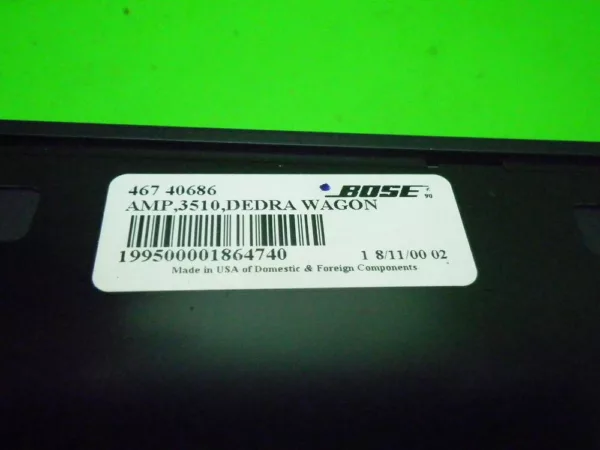 467 40686 BOSE
AMP,3510,DEDRA WAGON
199500001864740 1 8/11/00 02
Made in USA of Domestic & Foreign Components